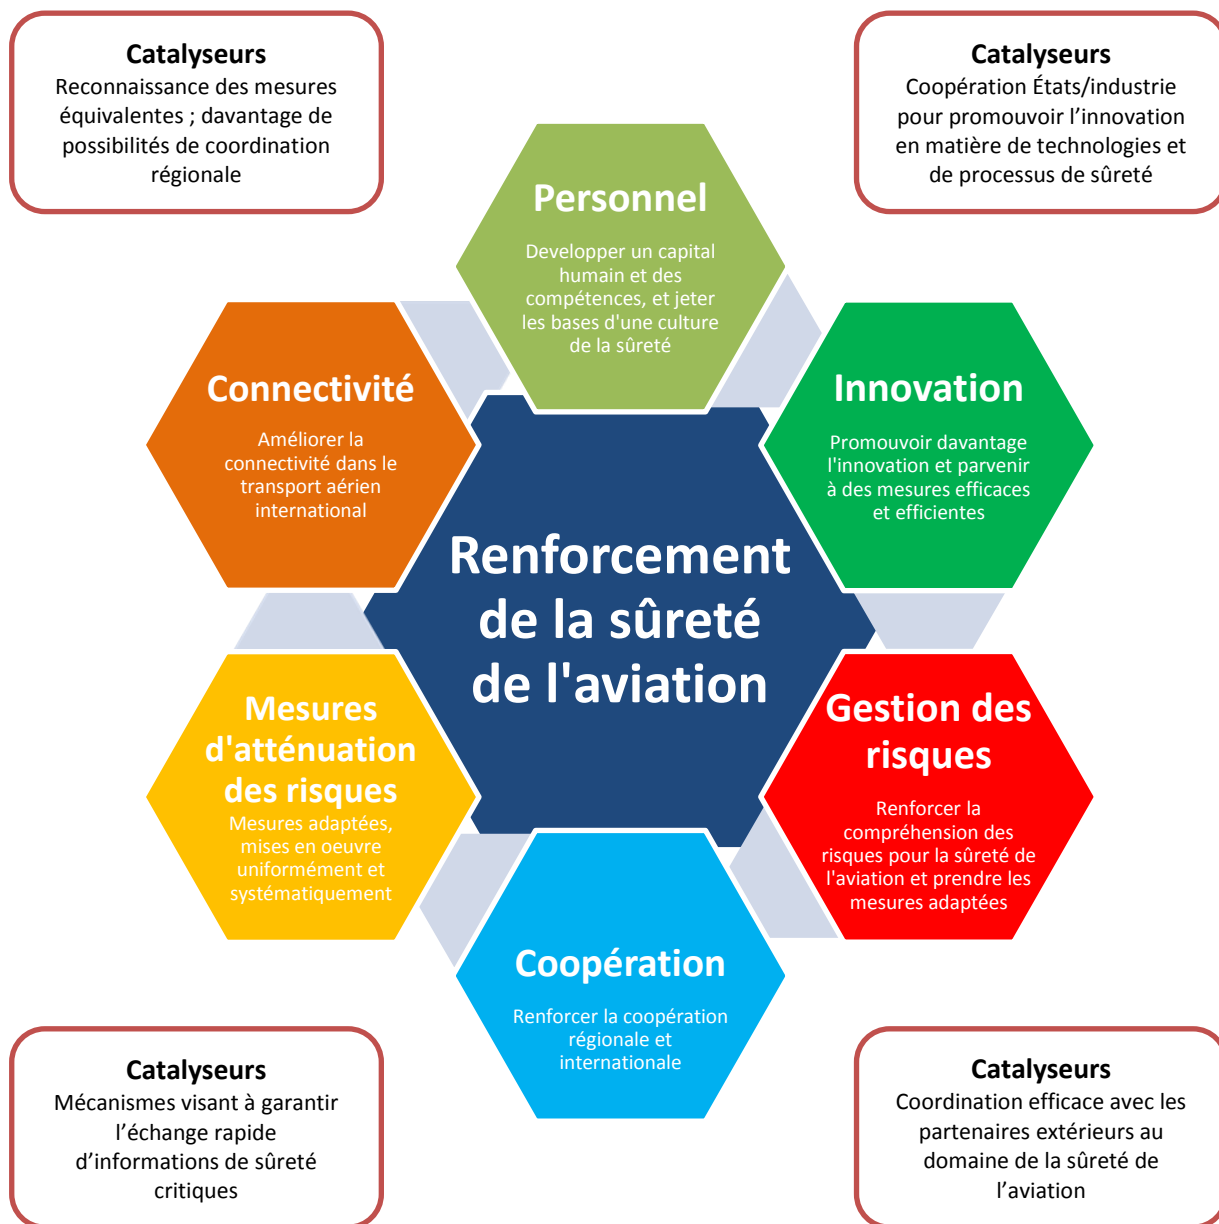 Catalyseurs
Reconnaissance des mesures
équivalentes ; davantage de
possibilités de coordination
régionale
Catalyseurs
Coopération États/industrie
pour promouvoir l’innovation
en matière de technologies et
de processus de sûreté
Personnel
Developper un capital
humain et des
compétences, et jeter
les bases d'une culture
de la sûreté
Connectivité
Améliorer la
connectivité dans le
transport aérien
international
Innovation
Promouvoir davantage
l'innovation et parvenir
à des mesures efficaces
et efficientes
Renforcement
de la sûreté
de l'aviation
Mesures
d'atténuation
des risques
Mesures adaptées,
mises en oeuvre
uniformément et
systématiquement
Gestion des
risques
Renforcer la
compréhension des
risques pour la sûreté de
l'aviation et prendre les
mesures adaptées
Coopération
Renforcer la coopération
régionale et
internationale
Catalyseurs
Mécanismes visant à garantir
l’échange rapide
d’informations de sûreté
critiques
Catalyseurs
Coordination efficace avec les
partenaires extérieurs au
domaine de la sûreté de
l’aviation